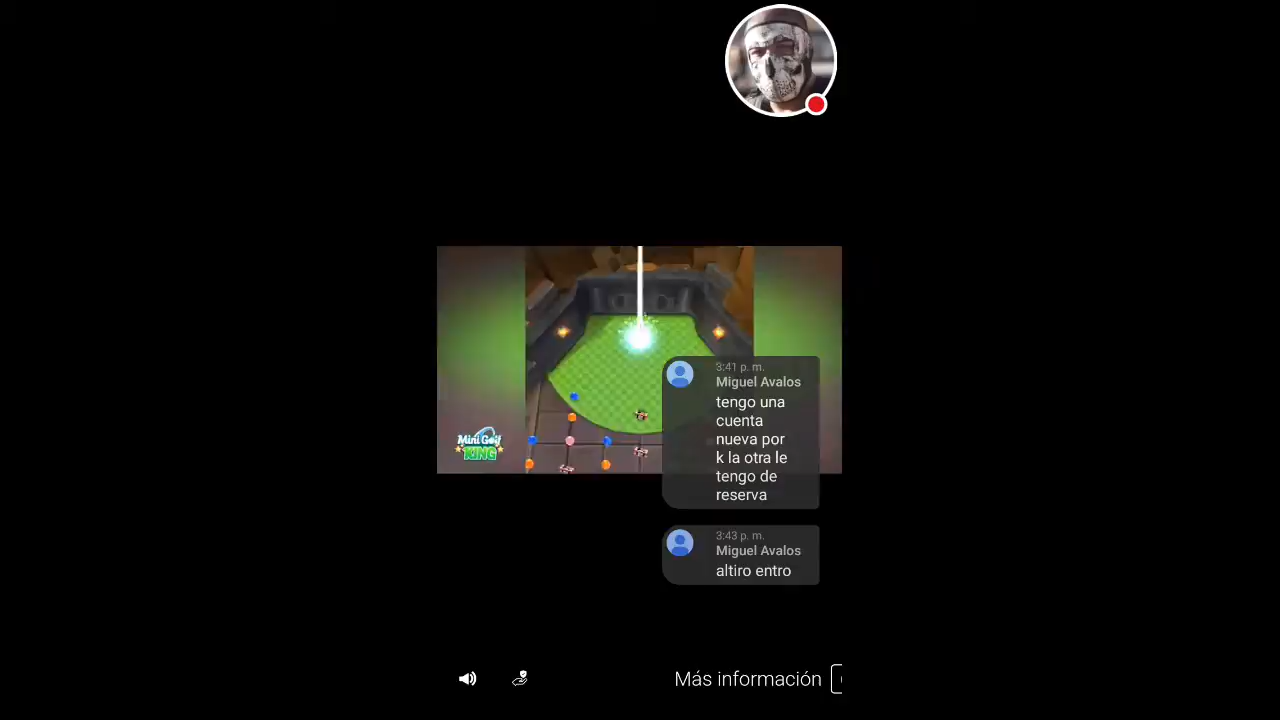 3:41 p. m.
Miguel Avalos
tengo una
cuenta
nueva por
k la otra le
tengo de
reserva
Mini Golf
KING
3:43 p. m.
Miguel Avalos
altiro entro
Más información